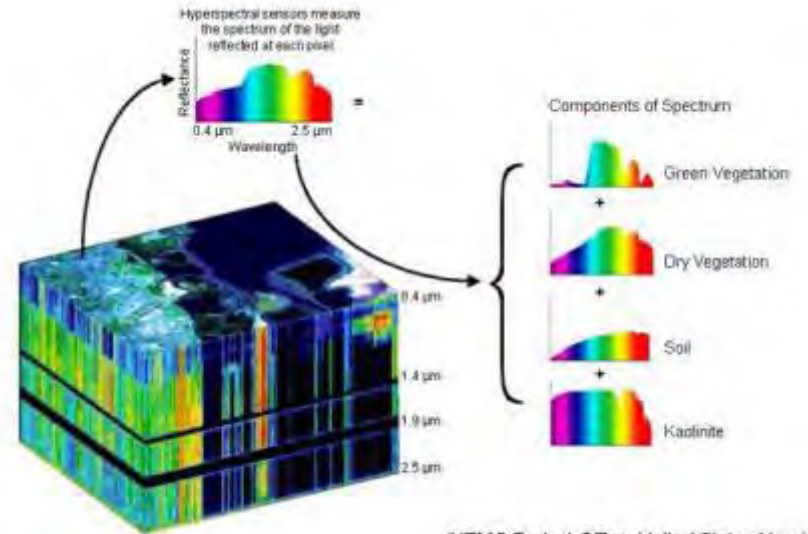 Hyperspectral sensors measure
the spectrum of the light
reflected at each pixel
Reflectance
=
0.4 µm
2.5 µm
Wavelength
Components of Spectrum
Green Vegetation
+
Dry Vegetation
+
Soil
+
Kaolinite
0.4 µm
1.4 µm
1.9 µm
2.5 µm